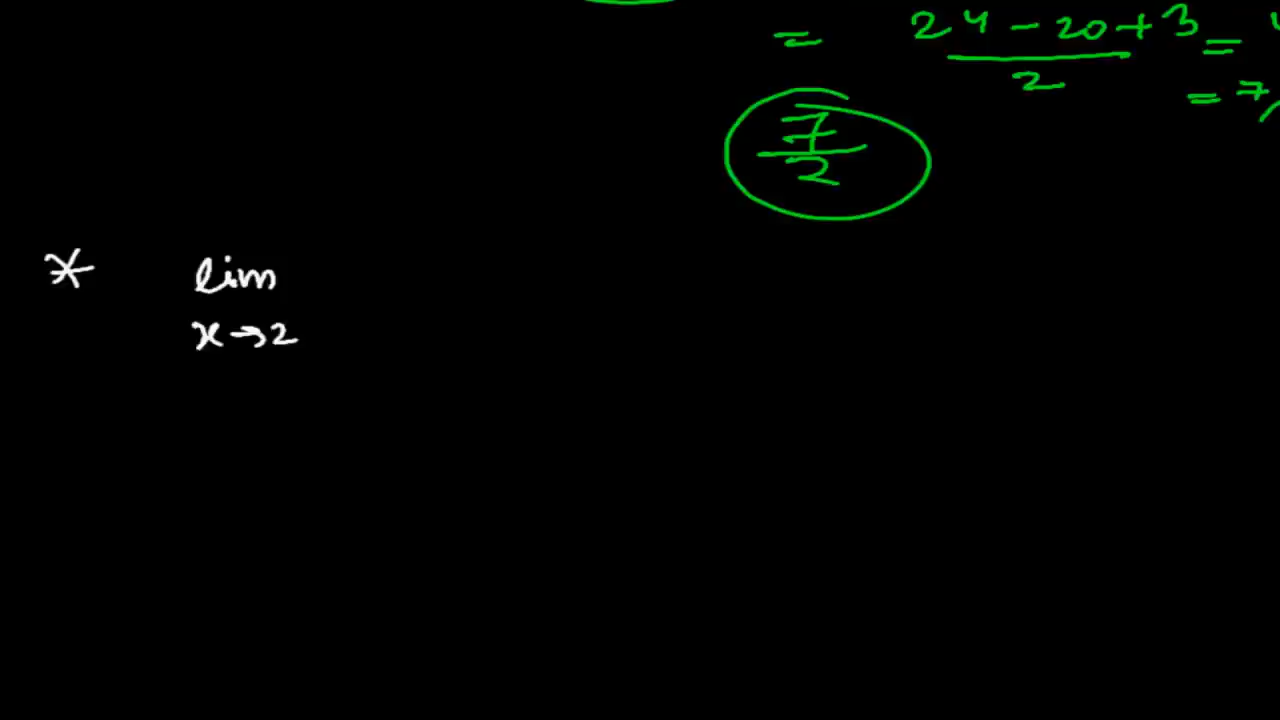 = 24 - 20 + 3 =
2
= 7/
7
2
* lim
x→2